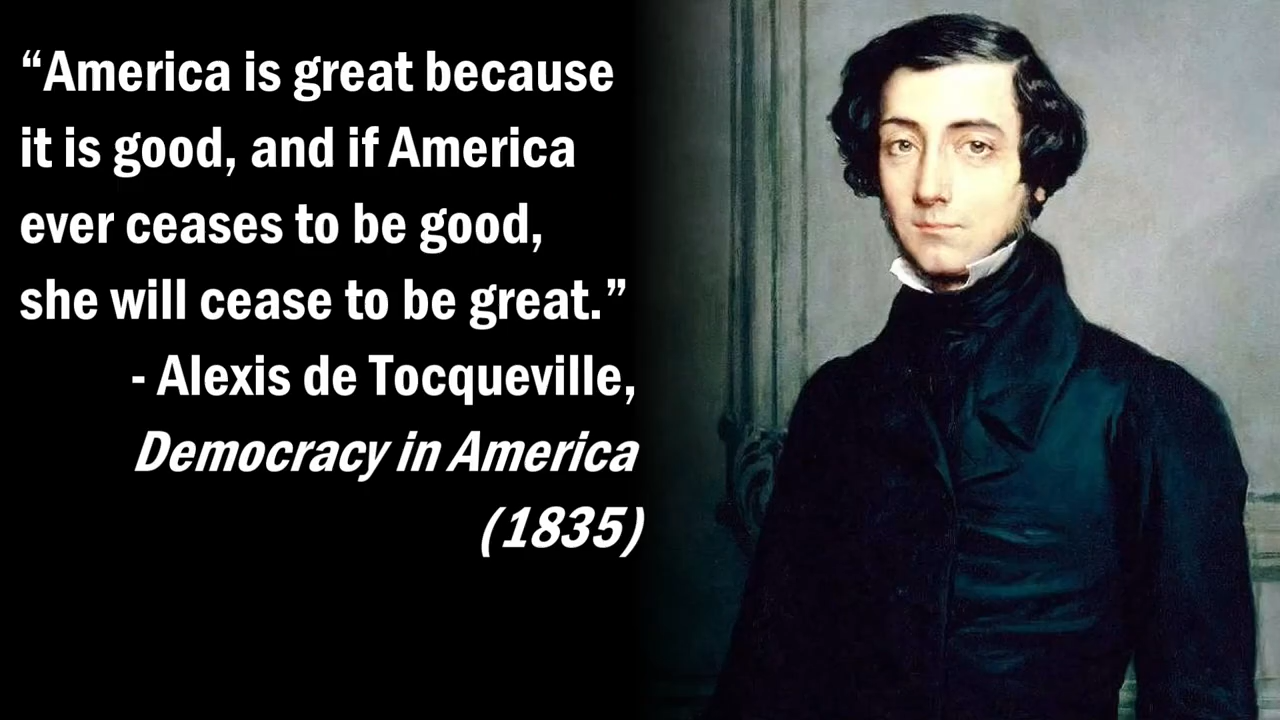 “America is great because
it is good, and if America
ever ceases to be good,
she will cease to be great.”
- Alexis de Tocqueville,
Democracy in America
(1835)